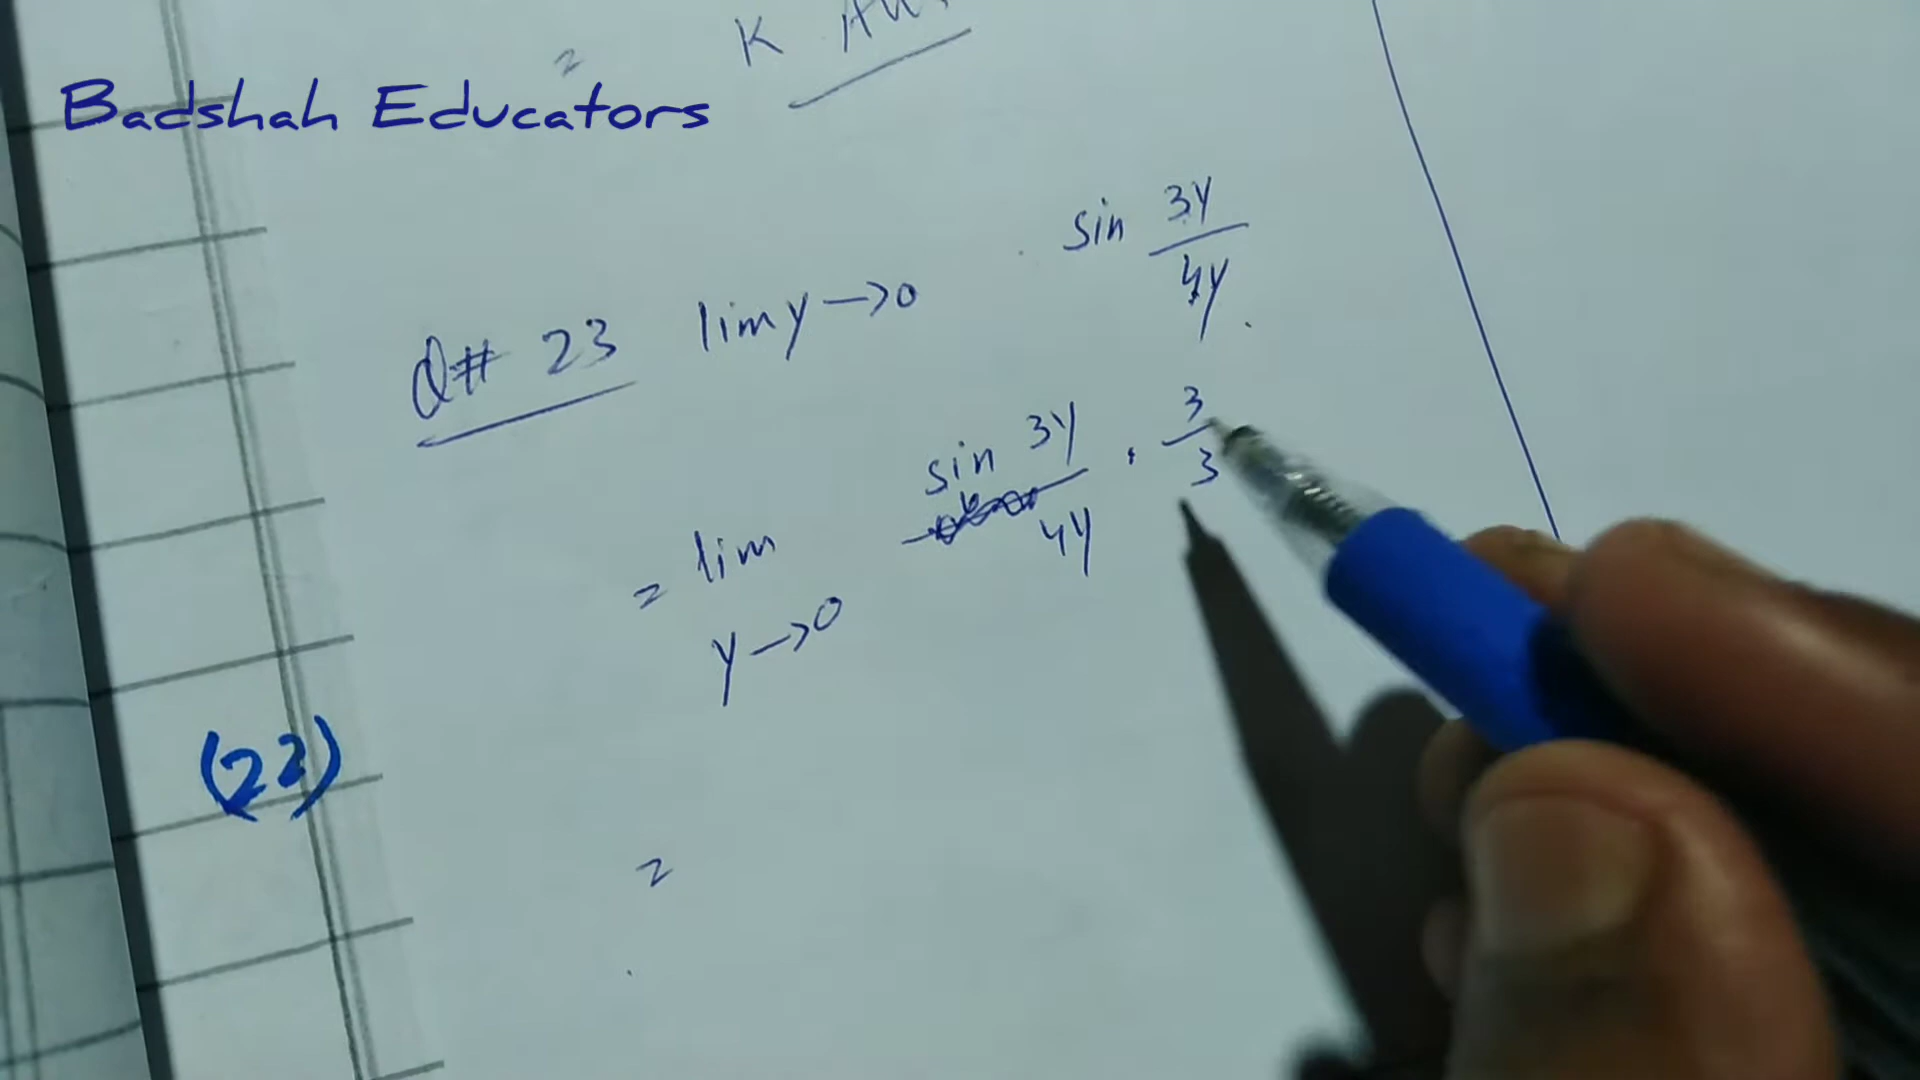 = K
Badshah Educators
Q# 23 lim y→0 sin 3y/4y
= lim y→0 sin 3y/4y · 3/3
(22)
=